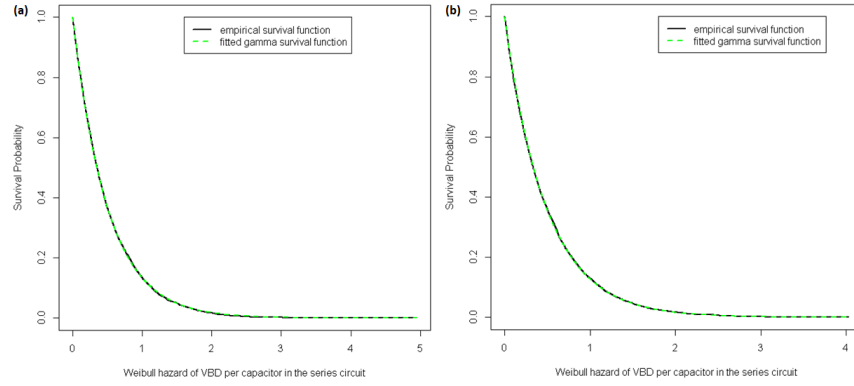 (a)
empirical survival function
fitted gamma survival function
Survival Probability
1.0
0.8
0.6
0.4
0.2
0.0
0 1 2 3 4 5
Weibull hazard of VBD per capacitor in the series circuit
(b)
empirical survival function
fitted gamma survival function
Survival Probability
1.0
0.8
0.6
0.4
0.2
0.0
0 1 2 3 4
Weibull hazard of VBD per capacitor in the series circuit